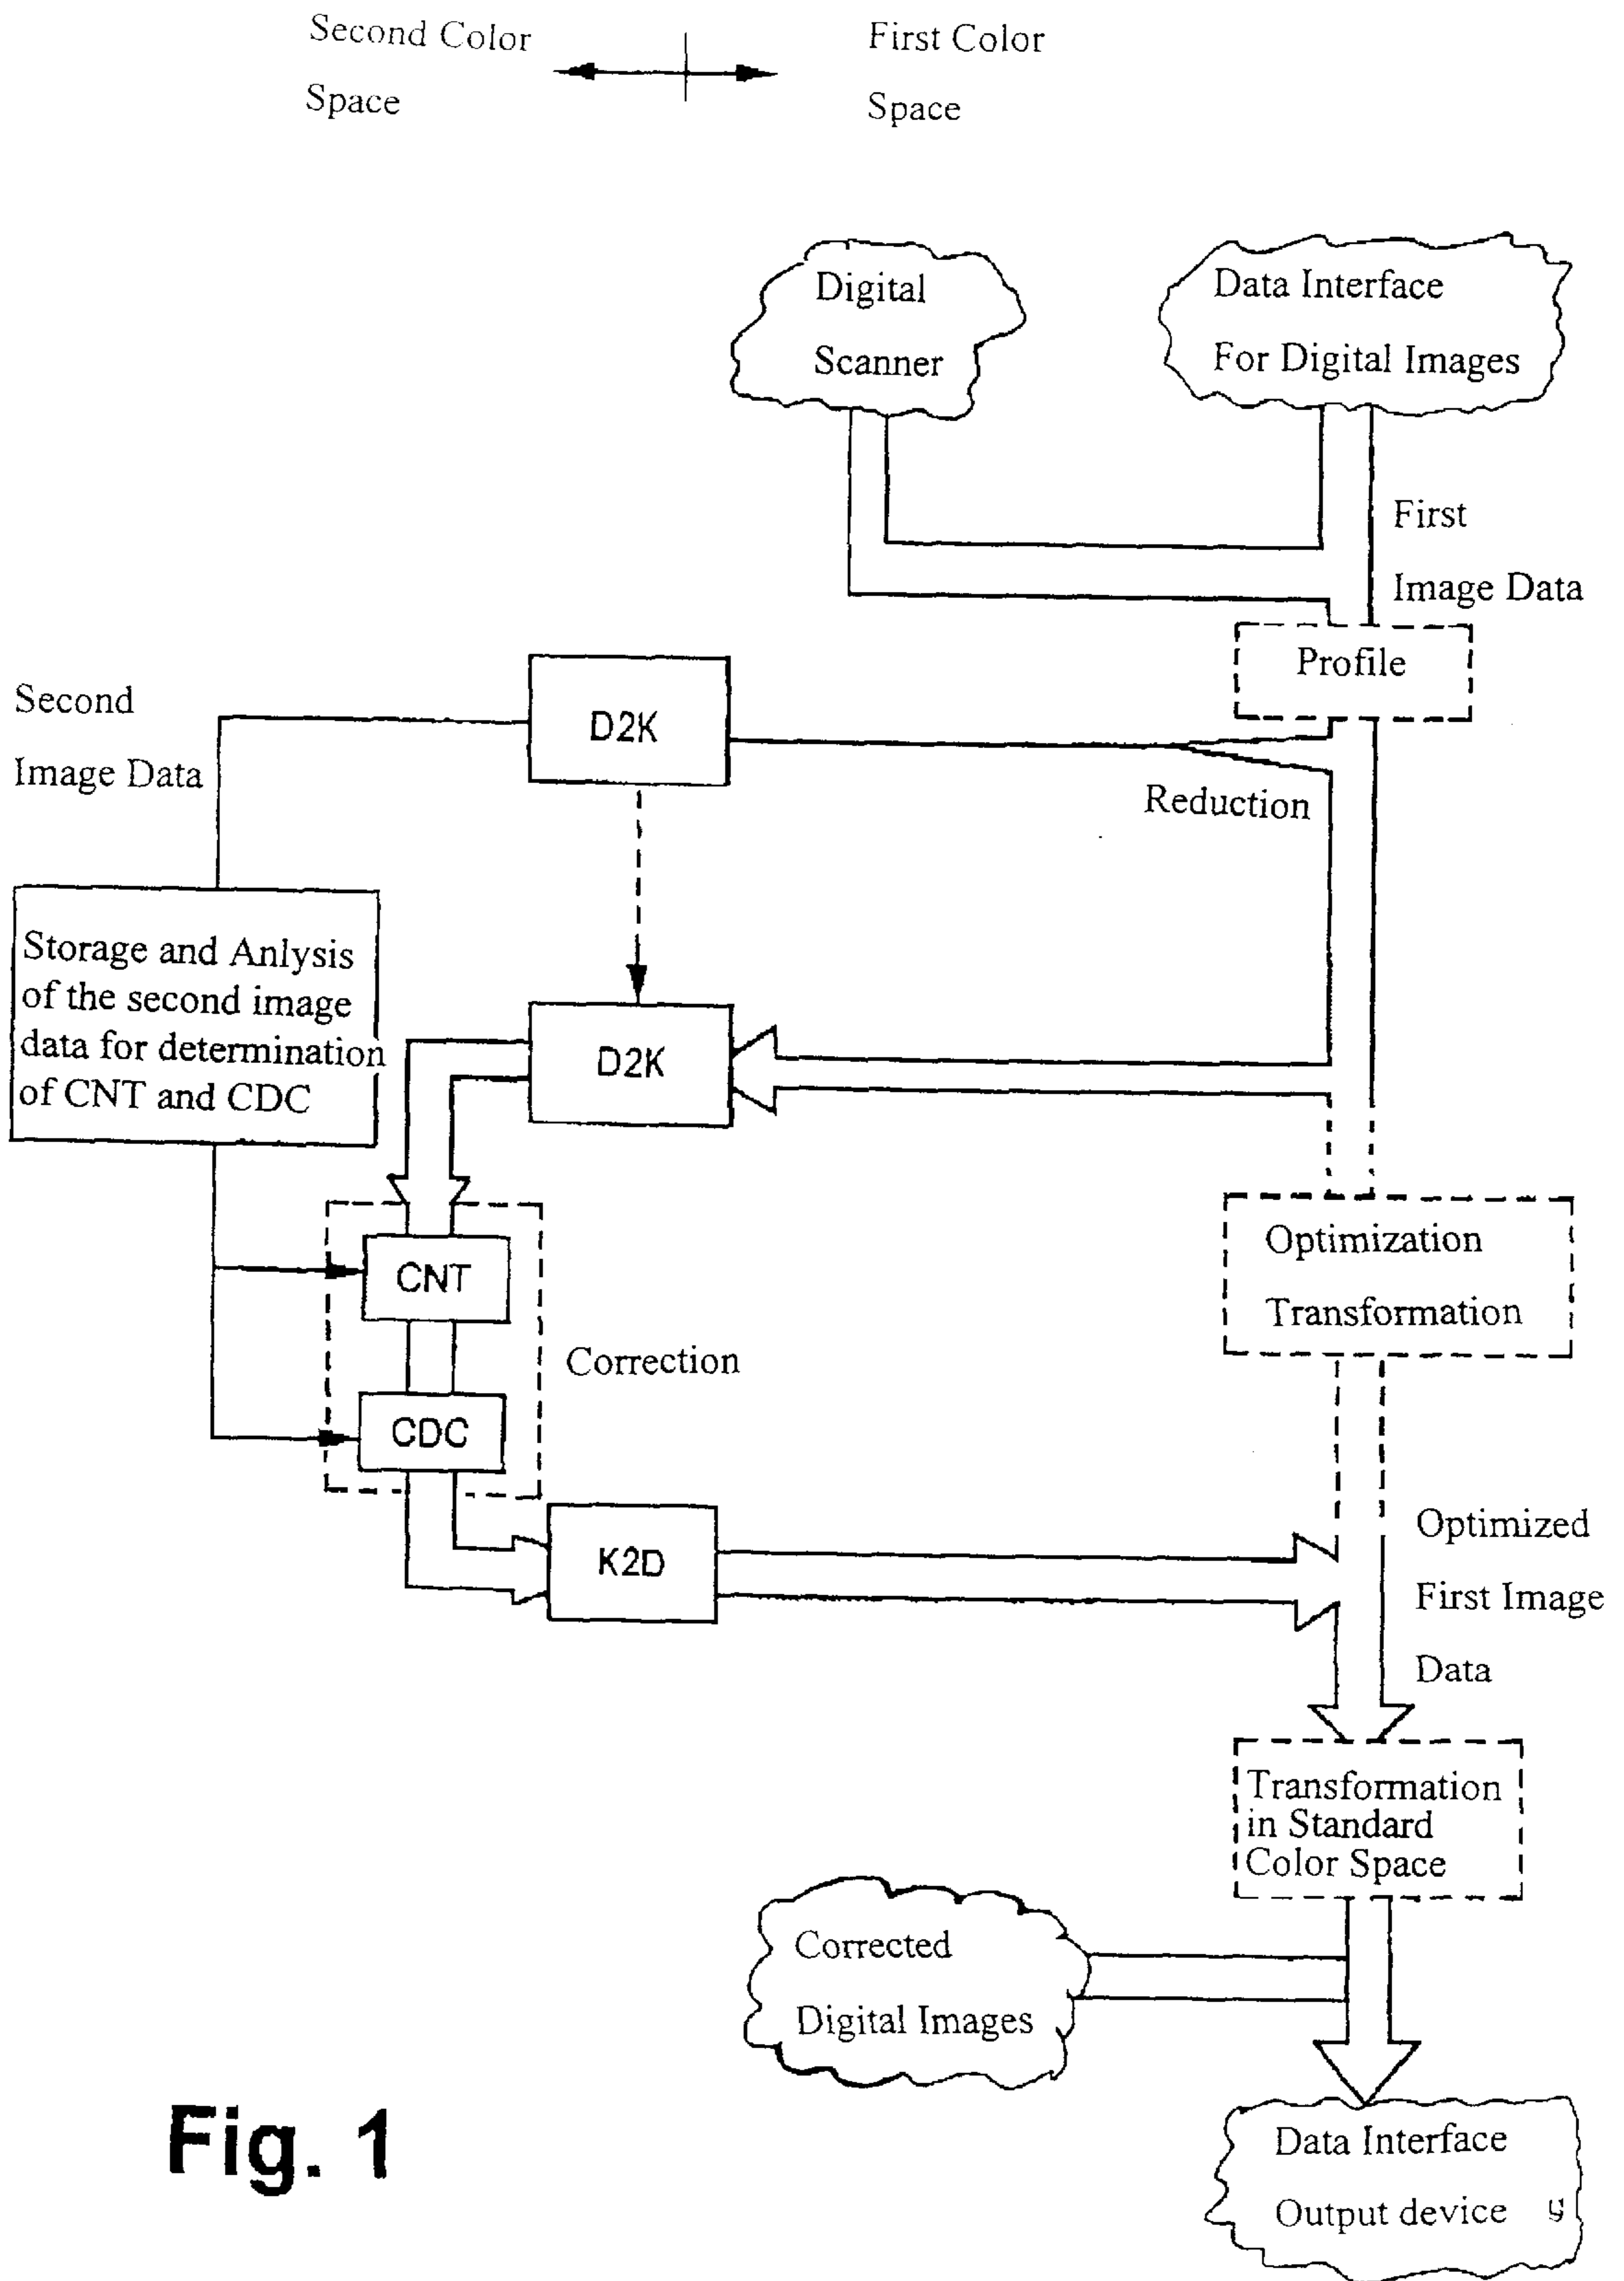 Second Color
Space
First Color
Space
Digital
Scanner
Data Interface
For Digital Images
First
Image Data
Profile
Second
Image Data
D2K
Reduction
Storage and Anlysis
of the second image
data for determination
of CNT and CDC
D2K
Optimization
Transformation
CNT
Correction
CDC
K2D
Optimized
First Image
Data
Transformation
in Standard
Color Space
Corrected
Digital Images
Data Interface
Output device
Fig. 1